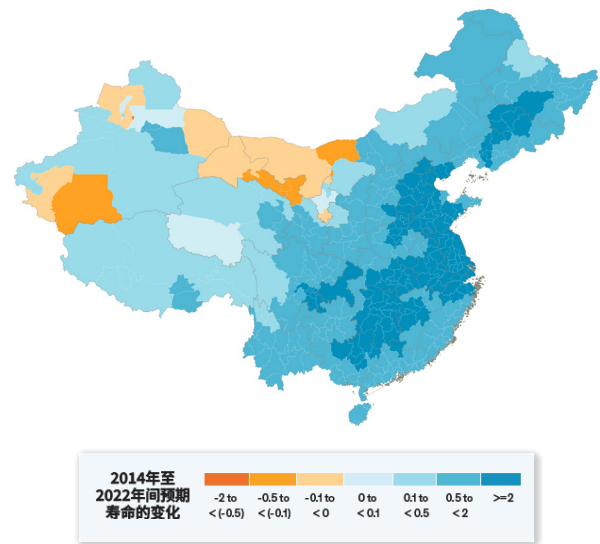 2014年至
2022年间预期
寿命的变化
-2 to
< (-0.5)
-0.5 to
< (-0.1)
-0.1 to
< 0
0 to
< 0.1
0.1 to
< 0.5
0.5 to
< 2
>=2